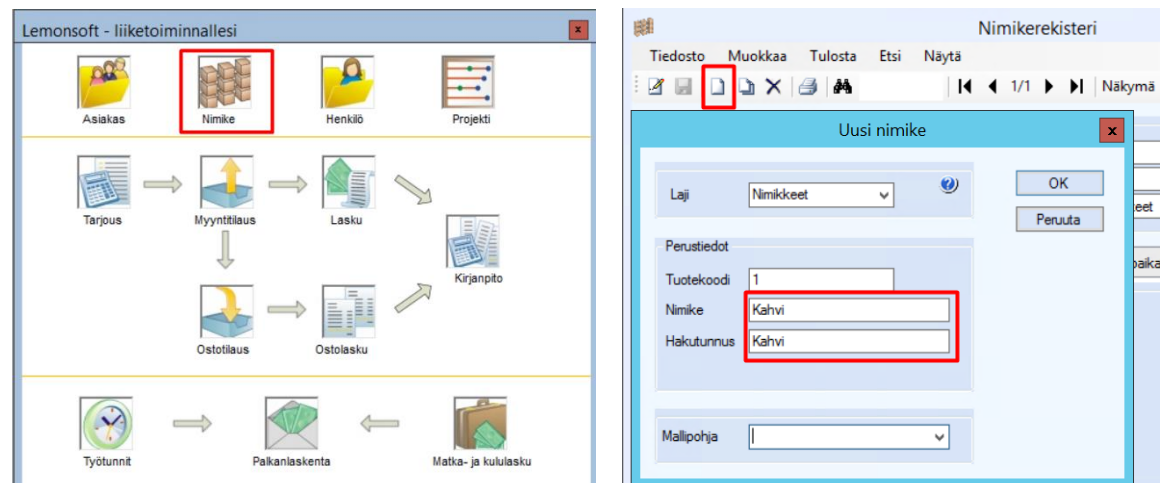 Lemonsoft - liiketoiminnallesi
x
Asiakas
Nimike
Henkilö
Projekti
Tarjous
Myyntitilaus
Lasku
Kirjanpito
Ostotilaus
Ostolasku
Työtunnit
Palkanlaskenta
Matka- ja kululasku
Nimikerekisteri
Tiedosto Muokkaa Tulosta Etsi Näytä
1/1 Näkymä
Uusi nimike
x
Laji Nimikkeet
?
OK
Peruuta
Perustiedot
Tuotekoodi 1
Nimike Kahvi
Hakutunnus Kahvi
Mallipohja